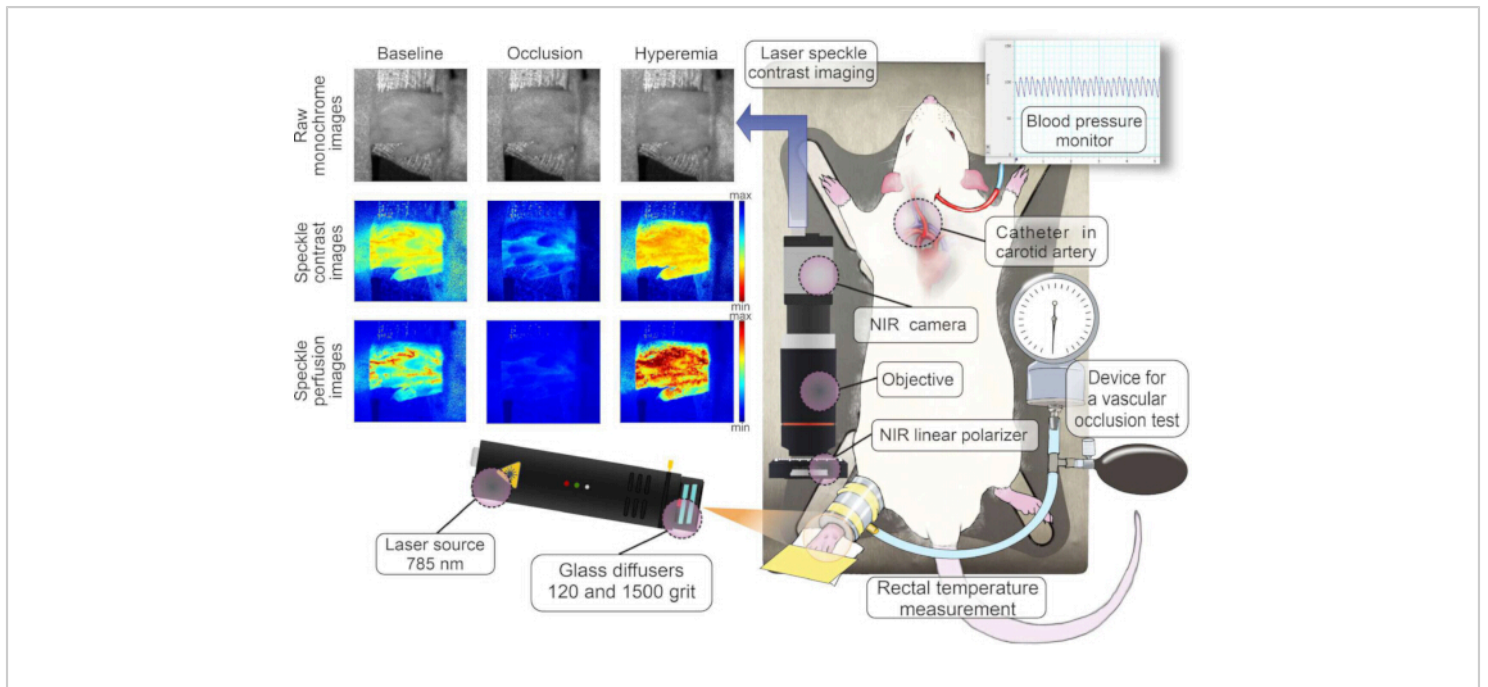 Baseline
Occlusion
Hyperemia
Raw
monochrome
images
Speckle
contrast
images
max
min
Speckle
perfusion
images
max
min
Laser speckle
contrast imaging
Blood pressure
monitor
Catheter in
carotid artery
NIR camera
Objective
Device for
a vascular
occlusion test
NIR linear polarizer
Laser source
785 nm
Glass diffusers
120 and 1500 grit
Rectal temperature
measurement